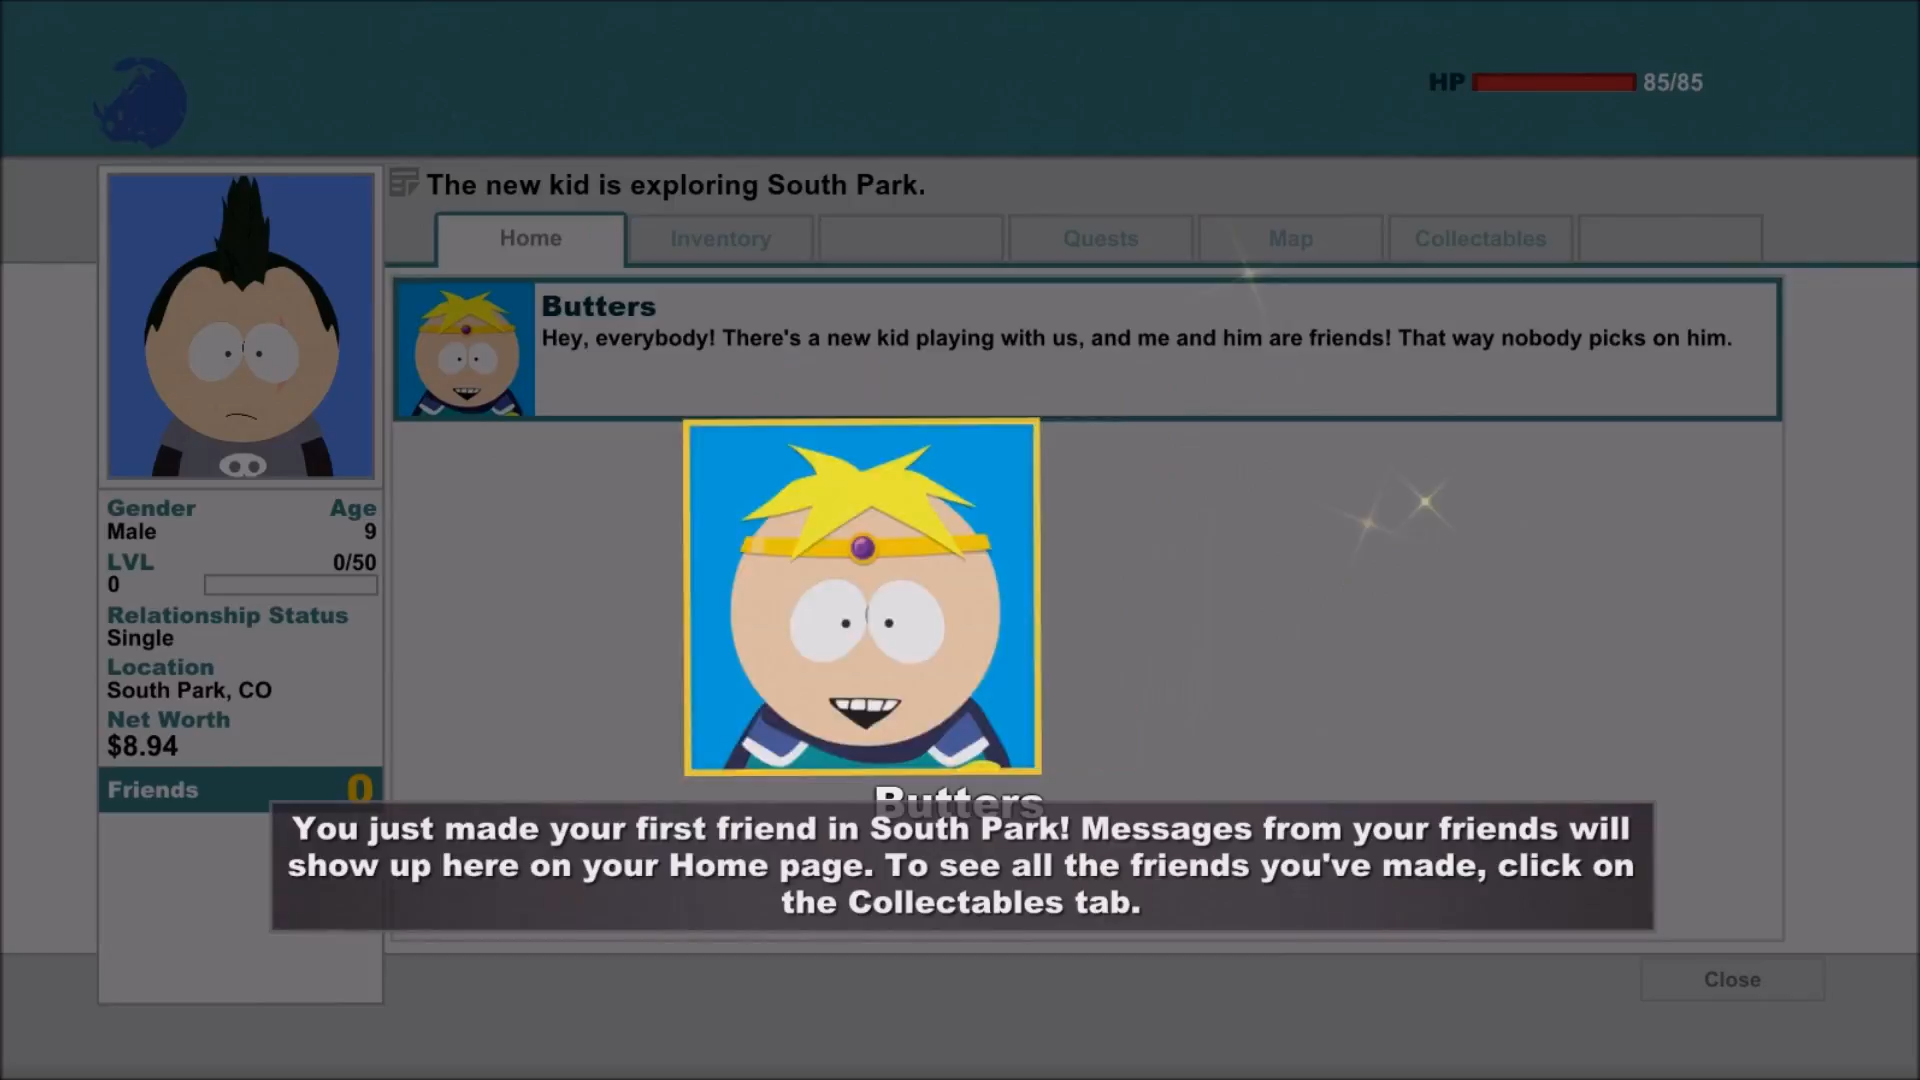 HP 85/85
The new kid is exploring South Park.
Home Inventory Quests Map Collectables
Butters
Hey, everybody! There's a new kid playing with us, and me and him are friends! That way nobody picks on him.
Gender Age
Male 9
LVL 0/50
0
Relationship Status
Single
Location
South Park, CO
Net Worth
$8.94
Friends 0
Butters
You just made your first friend in South Park! Messages from your friends will
show up here on your Home page. To see all the friends you've made, click on
the Collectables tab.
Close